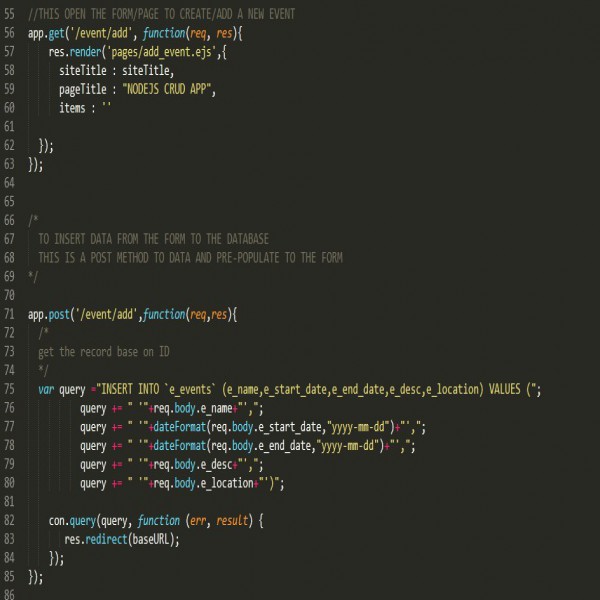 55 //THIS OPEN THE FORM/PAGE TO CREATE/ADD A NEW EVENT
56 app.get('/event/add', function(req, res){
57     res.render('pages/add_event.ejs',{
58       siteTitle : siteTitle,
59       pageTitle : "NODEJS CRUD APP",
60       items : ''
61
62   });
63 });
64
65
66 /*
67   TO INSERT DATA FROM THE FORM TO THE DATABASE
68   THIS IS A POST METHOD TO DATA AND PRE-POPULATE TO THE FORM
69 */
70
71 app.post('/event/add',function(req,res){
72   /*
73   get the record base on ID
74   */
75   var query ="INSERT INTO `e_events` (e_name,e_start_date,e_end_date,e_desc,e_location) VALUES (";
76           query += " '"+req.body.e_name+"',";
77           query += " '"+dateFormat(req.body.e_start_date,"yyyy-mm-dd")+"',";
78           query += " '"+dateFormat(req.body.e_end_date,"yyyy-mm-dd")+"',";
79           query += " '"+req.body.e_desc+"',";
80           query += " '"+req.body.e_location+"')";
81
82     con.query(query, function (err, result) {
83        res.redirect(baseURL);
84     });
85 });
86